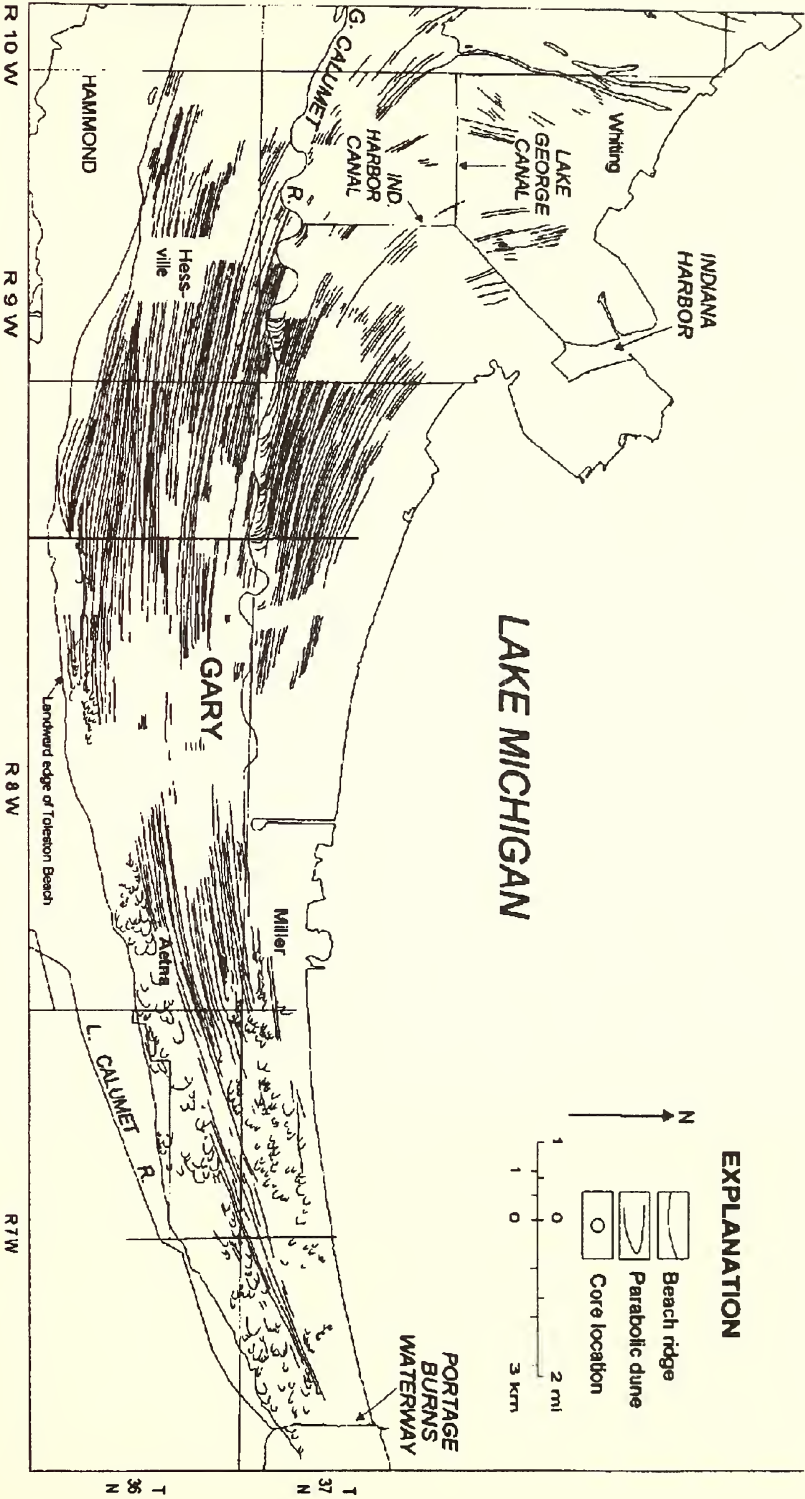 EXPLANATION
Beach ridge
Parabolic dune
Core location
N
1 0 2 mi
1 0 3 km
LAKE MICHIGAN
Whiting
INDIANA
HARBOR
LAKE
GEORGE
CANAL
IND.
HARBOR
CANAL
G. CALUMET
R.
HAMMOND
Hess-
ville
GARY
Miller
Aetna
Landward edge of Toleston Beach
L. CALUMET R.
PORTAGE
BURNS
WATERWAY
T
37
N
T
36
N
R 10 W
R 9 W
R 8 W
R 7 W